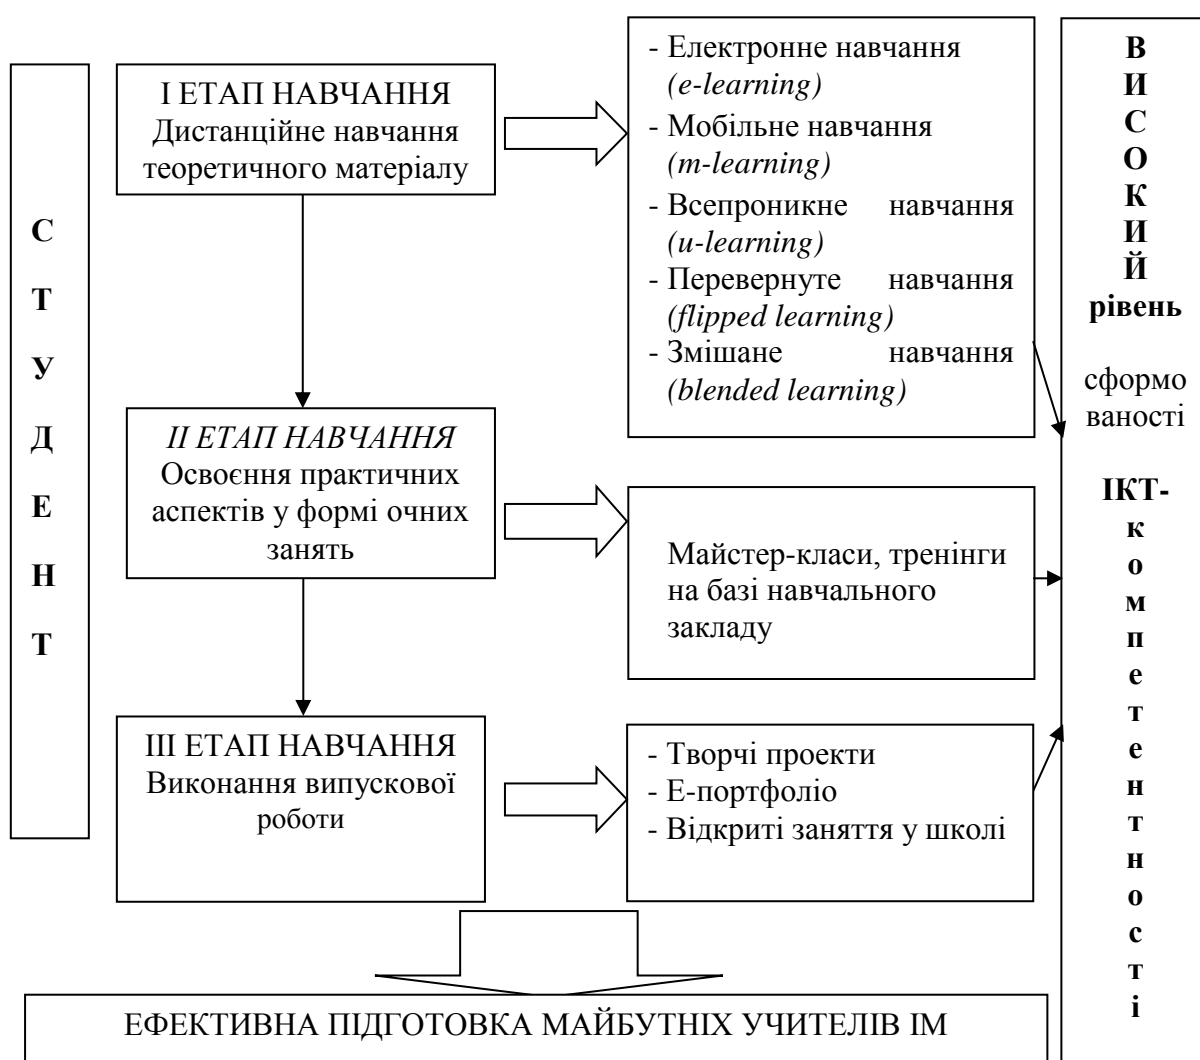 С
Т
У
Д
Е
Н
Т
І ЕТАП НАВЧАННЯ
Дистанційне навчання
теоретичного матеріалу
- Електронне навчання
(e-learning)
- Мобільне навчання
(m-learning)
- Всепроникне навчання
(u-learning)
- Перевернуте навчання
(flipped learning)
- Змішане навчання
(blended learning)
ІІ ЕТАП НАВЧАННЯ
Освоєння практичних
аспектів у формі очних
занять
Майстер-класи, тренінги
на базі навчального
закладу
ІІІ ЕТАП НАВЧАННЯ
Виконання випускової
роботи
- Творчі проекти
- Е-портфоліо
- Відкриті заняття у школі
В
И
С
О
К
И
Й
рівень
сформо
ваності
ІКТ-
к
о
м
п
е
т
е
н
т
н
о
с
т
і
ЕФЕКТИВНА ПІДГОТОВКА МАЙБУТНІХ УЧИТЕЛІВ ІМ